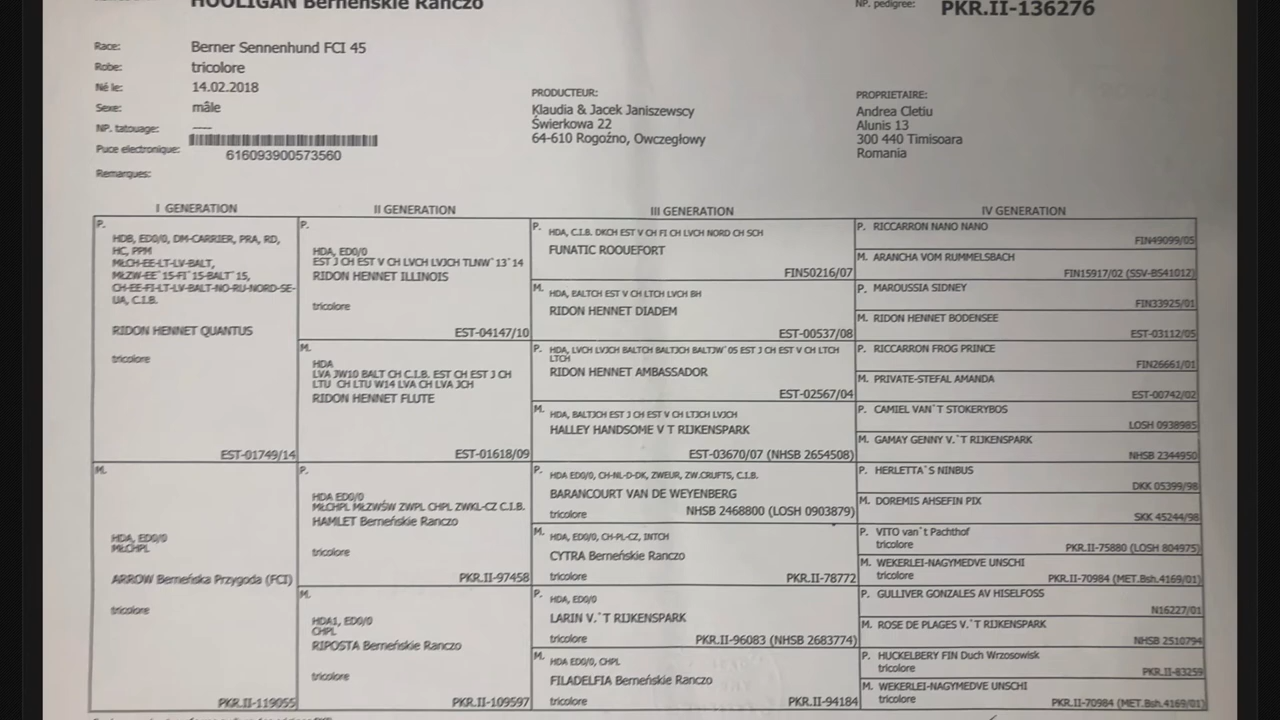 HOOLIGAN Berneńskie Ranczo
NP. pedigree: PKR.II-136276
Race: Berner Sennenhund FCI 45
Robe: tricolore
Né le: 14.02.2018
Sexe: mâle
NP. tatouage: ----
Puce electronique: 616093900573560
Remarques:
PRODUCTEUR:
Klaudia & Jacek Janiszewscy
Świerkowa 22
64-610 Rogoźno, Owczegłowy
PROPRIETAIRE:
Andrea Cletiu
Alunis 13
300 440 Timisoara
Romania
I GENERATION
II GENERATION
III GENERATION
IV GENERATION
P.
HDB, ED0/0, DM-CARRIER, PRA, RD,
HC, PPM
MŁCH-EE-LT-LV-BALT,
MŁZW-EE`15-FI`15-BALT`15,
CH-EE-FI-LT-LV-BALT-NO-RU-NORD-SE-
UA, C.I.B.
RIDON HENNET QUANTUS
tricolore
EST-01749/14
M.
HDA, ED0/0
MŁCHPL
ARROW Berneńska Przygoda (FCI)
tricolore
PKR.II-119055
P.
HDA, ED0/0
EST J CH EST V CH LVCH LVJCH TLNW`13`14
RIDON HENNET ILLINOIS
tricolore
EST-04147/10
M.
HDA
LVA JW10 BALT CH C.I.B. EST CH EST J CH
LTU CH LTU W14 LVA CH LVA JCH
RIDON HENNET FLUTE
EST-01618/09
P.
HDA ED0/0
MŁCHPL MŁZWŚW ZWPL CHPL ZWKL-CZ C.I.B.
HAMLET Berneńskie Ranczo
tricolore
PKR.II-97458
M.
HDA1, ED0/0
CHPL
RIPOSTA Berneńskie Ranczo
tricolore
PKR.II-109597
P. HDA, C.I.B. DKCH EST V CH FI CH LVCH NORD CH SCH
FUNATIC ROQUEFORT
FIN50216/07
M. HDA, BALTCH EST V CH LTCH LVCH BH
RIDON HENNET DIADEM
EST-00537/08
P. HDA, LVCH LVJCH BALTCH BALTJCH BALTJW`05 EST J CH EST V CH LTCH
LTCH
RIDON HENNET AMBASSADOR
EST-02567/04
M. HDA, BALTJCH EST J CH EST V CH LTJCH LVJCH
HALLEY HANDSOME V T RIJKENSPARK
EST-03670/07 (NHSB 2654508)
P. HDA ED0/0, CH-NL-D-DK, ZWEUR, ZW.CRUFTS, C.I.B.
BARANCOURT VAN DE WEYENBERG
tricolore NHSB 2468800 (LOSH 0903879)
M. HDA, ED0/0, CH-PL-CZ, INTCH
CYTRA Berneńskie Ranczo
tricolore PKR.II-78772
P. HDA, ED0/0
LARIN V.`T RIJKENSPARK
tricolore PKR.II-96083 (NHSB 2683774)
M. HDA ED0/0, CHPL
FILADELFIA Berneńskie Ranczo
tricolore PKR.II-94184
P. RICCARRON NANO NANO
FIN49099/05
M. ARANCHA VOM RUMMELSBACH
FIN15917/02 (SSV-BS41012)
P. MAROUSSIA SIDNEY
FIN33925/01
M. RIDON HENNET BODENSEE
EST-03112/05
P. RICCARRON FROG PRINCE
FIN26661/01
M. PRIVATE-STEFAL AMANDA
EST-00742/02
P. CAMIEL VAN`T STOKERYBOS
LOSH 0938985
M. GAMAY GENNY V.`T RIJKENSPARK
NHSB 2344950
P. HERLETTA`S NINBUS
DKK 05399/98
M. DOREMIS AHSEFIN PIX
SKK 45244/98
P. VITO van`t Pachthof
tricolore PKR.II-75880 (LOSH 804975)
M. WEKERLEI-NAGYMEDVE UNSCHI
tricolore PKR.II-70984 (MET.Bsh.4169/01)
P. GULLIVER GONZALES AV HISELFOSS
N16227/01
M. ROSE DE PLAGES V.`T RIJKENSPARK
NHSB 2510794
P. HUCKELBERY FIN Duch Wrzosowisk
tricolore PKR.II-83259
M. WEKERLEI-NAGYMEDVE UNSCHI
tricolore PKR.II-70984 (MET.Bsh.4169/01)